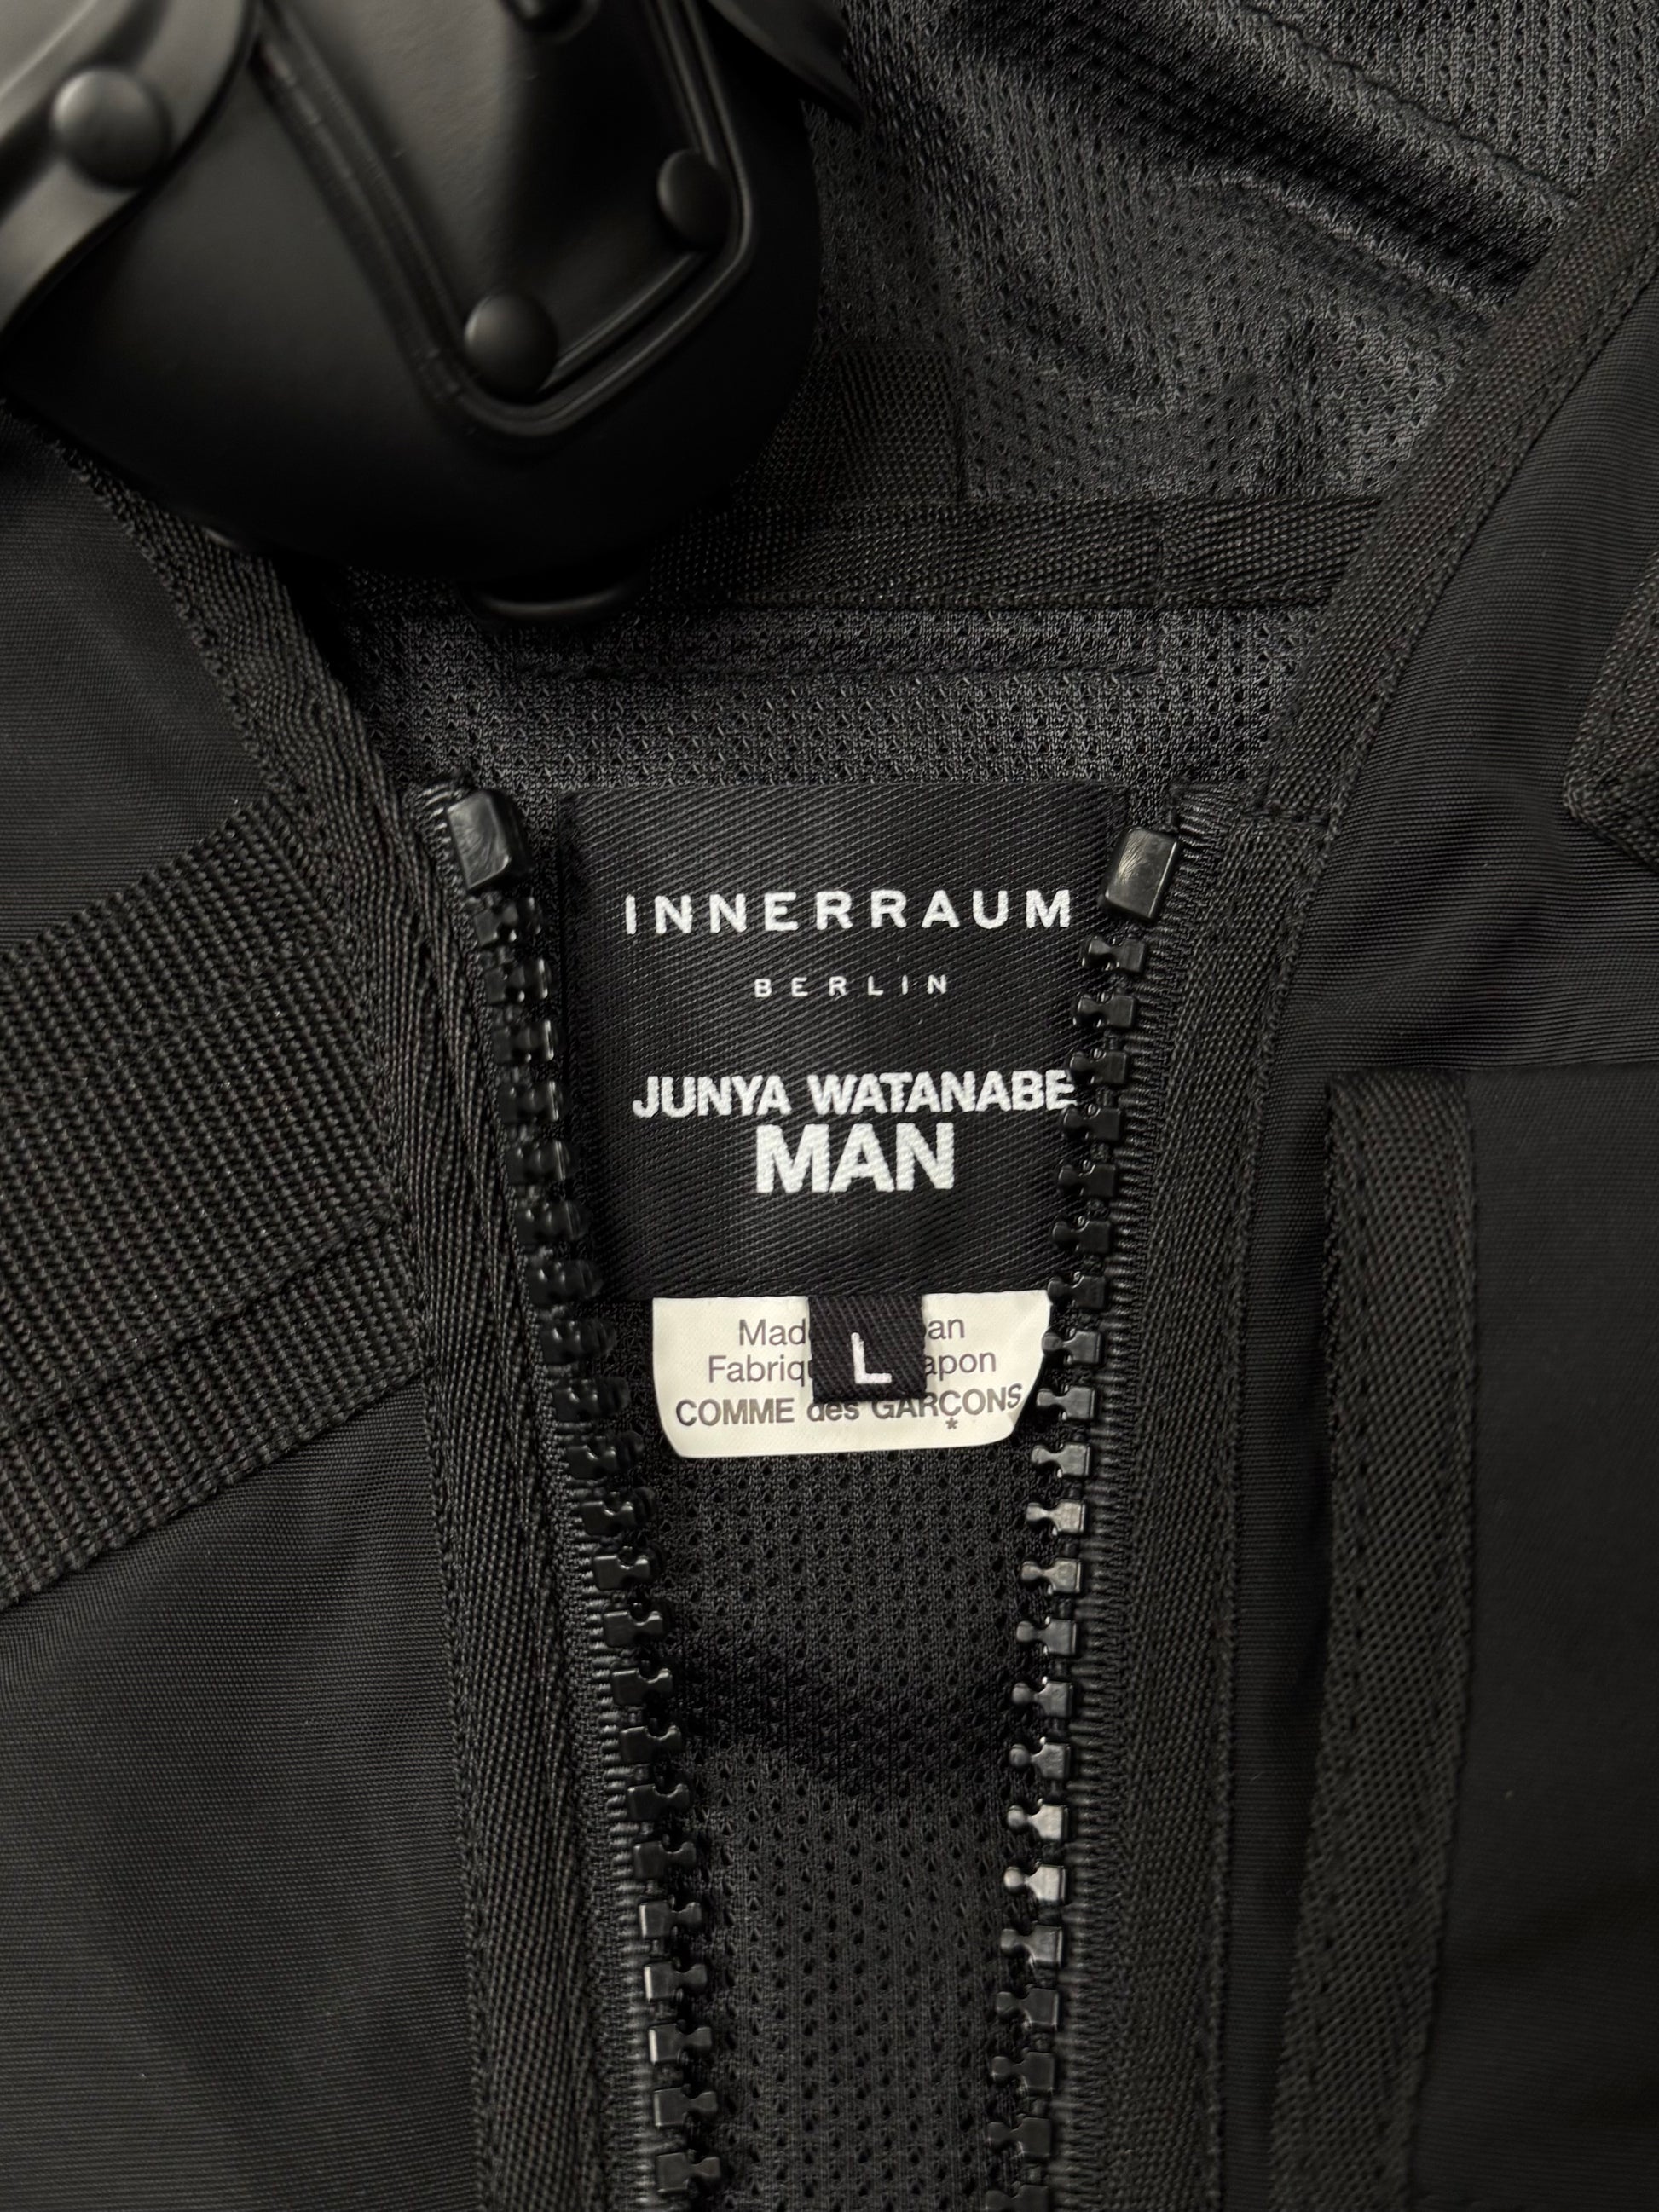 INNERRAUM
BERLIN
JUNYA WATANABE
MAN
L
COMME des GARÇONS
*